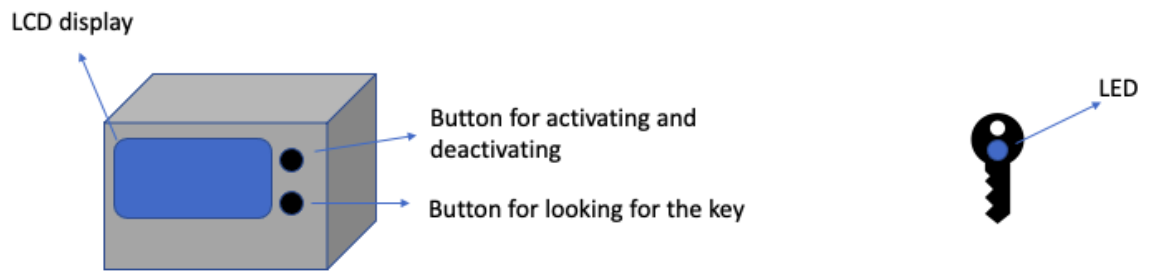 LCD display
LED
Button for activating and
deactivating
Button for looking for the key